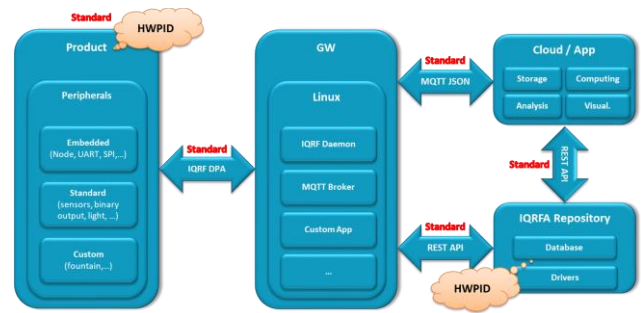 Standard
HWPID
Product
Peripherals
Embedded
(Node, UART, SPI,...)
Standard
(sensors, binary
output, light, ...)
Custom
(fountain,...)
Standard
IQRF DPA
GW
Linux
IQRF Daemon
MQTT Broker
Custom App
...
Standard
MQTT JSON
Standard
REST API
Cloud / App
Storage
Computing
Analysis
Visual.
Standard
REST API
IQRFA Repository
Database
Drivers
HWPID